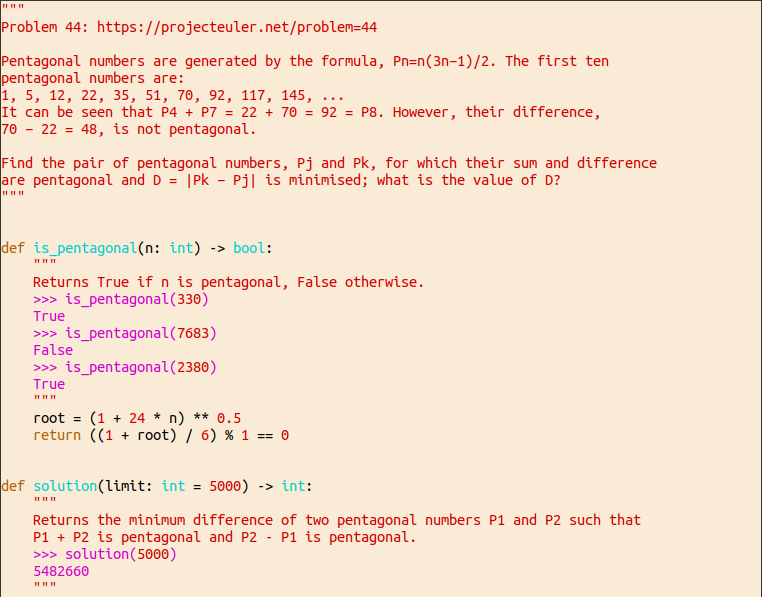 """
Problem 44: https://projecteuler.net/problem=44

Pentagonal numbers are generated by the formula, Pn=n(3n−1)/2. The first ten
pentagonal numbers are:
1, 5, 12, 22, 35, 51, 70, 92, 117, 145, ...
It can be seen that P4 + P7 = 22 + 70 = 92 = P8. However, their difference,
70 − 22 = 48, is not pentagonal.

Find the pair of pentagonal numbers, Pj and Pk, for which their sum and difference
are pentagonal and D = |Pk − Pj| is minimised; what is the value of D?
"""


def is_pentagonal(n: int) -> bool:
    """
    Returns True if n is pentagonal, False otherwise.
    >>> is_pentagonal(330)
    True
    >>> is_pentagonal(7683)
    False
    >>> is_pentagonal(2380)
    True
    """
    root = (1 + 24 * n) ** 0.5
    return ((1 + root) / 6) % 1 == 0


def solution(limit: int = 5000) -> int:
    """
    Returns the minimum difference of two pentagonal numbers P1 and P2 such that
    P1 + P2 is pentagonal and P2 - P1 is pentagonal.
    >>> solution(5000)
    5482660
    """